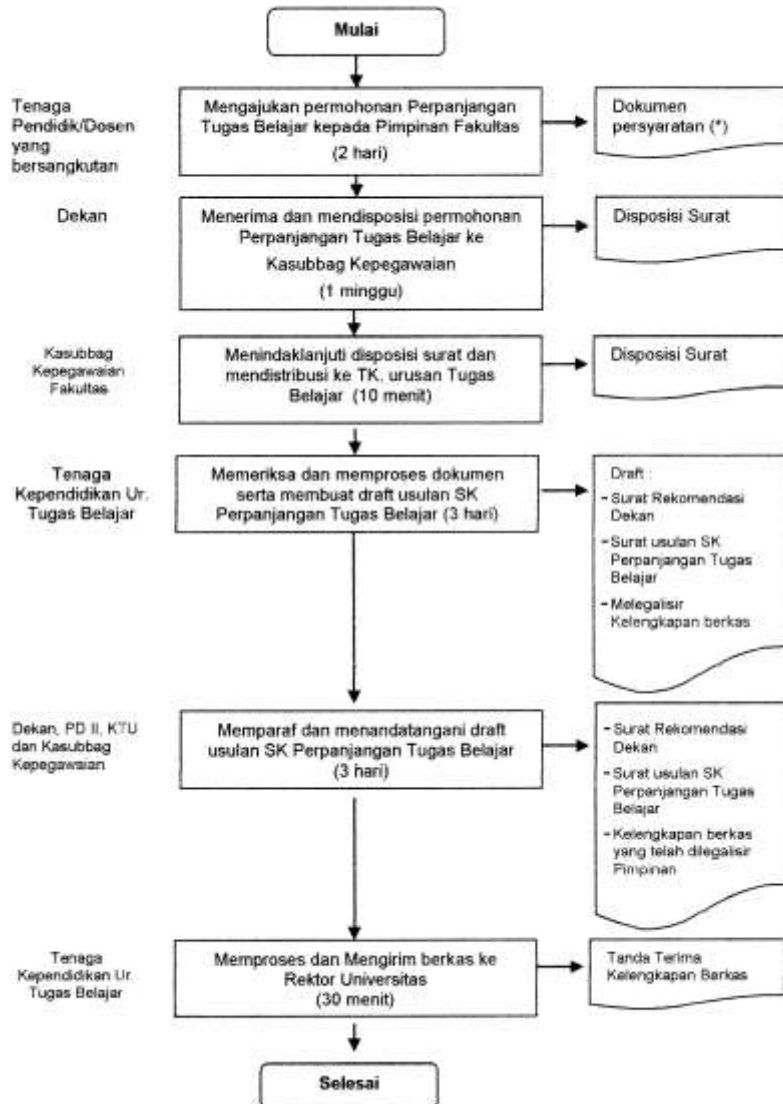 Mulai
Tenaga
Pendidik/Dosen
yang
bersangkutan
Mengajukan permohonan Perpanjangan
Tugas Belajar kepada Pimpinan Fakultas
(2 hari)
Dokumen
persyaratan (*)
Dekan
Menerima dan mendisposisi permohonan
Perpanjangan Tugas Belajar ke
Kasubbag Kepegawaian
(1 minggu)
Disposisi Surat
Kasubbag
Kepegawaian
Fakultas
Menindaklanjuti disposisi surat dan
mendistribusi ke TK. urusan Tugas
Belajar (10 menit)
Disposisi Surat
Tenaga
Kependidikan Ur.
Tugas Belajar
Memeriksa dan memproses dokumen
serta membuat draft usulan SK
Perpanjangan Tugas Belajar (3 hari)
Draft :
- Surat Rekomendasi
Dekan
- Surat usulan SK
Perpanjangan Tugas
Belajar
- Melegalisir
Kelengkapan berkas
Dekan, PD II, KTU
dan Kasubbag
Kepegawaian
Memparaf dan menandatangani draft
usulan SK Perpanjangan Tugas Belajar
(3 hari)
- Surat Rekomendasi
Dekan
- Surat usulan SK
Perpanjangan Tugas
Belajar
- Kelengkapan berkas
yang telah dilegalisir
Pimpinan
Tenaga
Kependidikan Ur.
Tugas Belajar
Memproses dan Mengirim berkas ke
Rektor Universitas
(30 menit)
Tanda Terima
Kelengkapan Berkas
Selesai